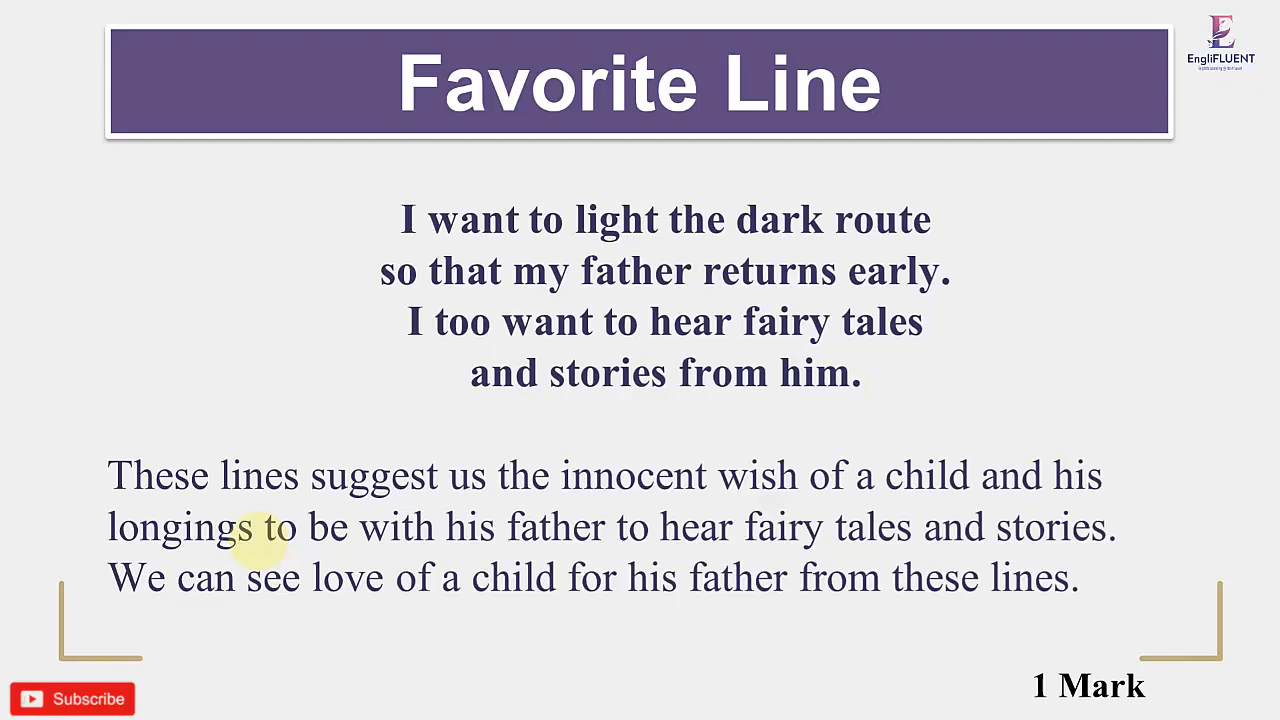 EngliFLUENT
Favorite Line
I want to light the dark route
so that my father returns early.
I too want to hear fairy tales
and stories from him.
These lines suggest us the innocent wish of a child and his
longings to be with his father to hear fairy tales and stories.
We can see love of a child for his father from these lines.
1 Mark
Subscribe